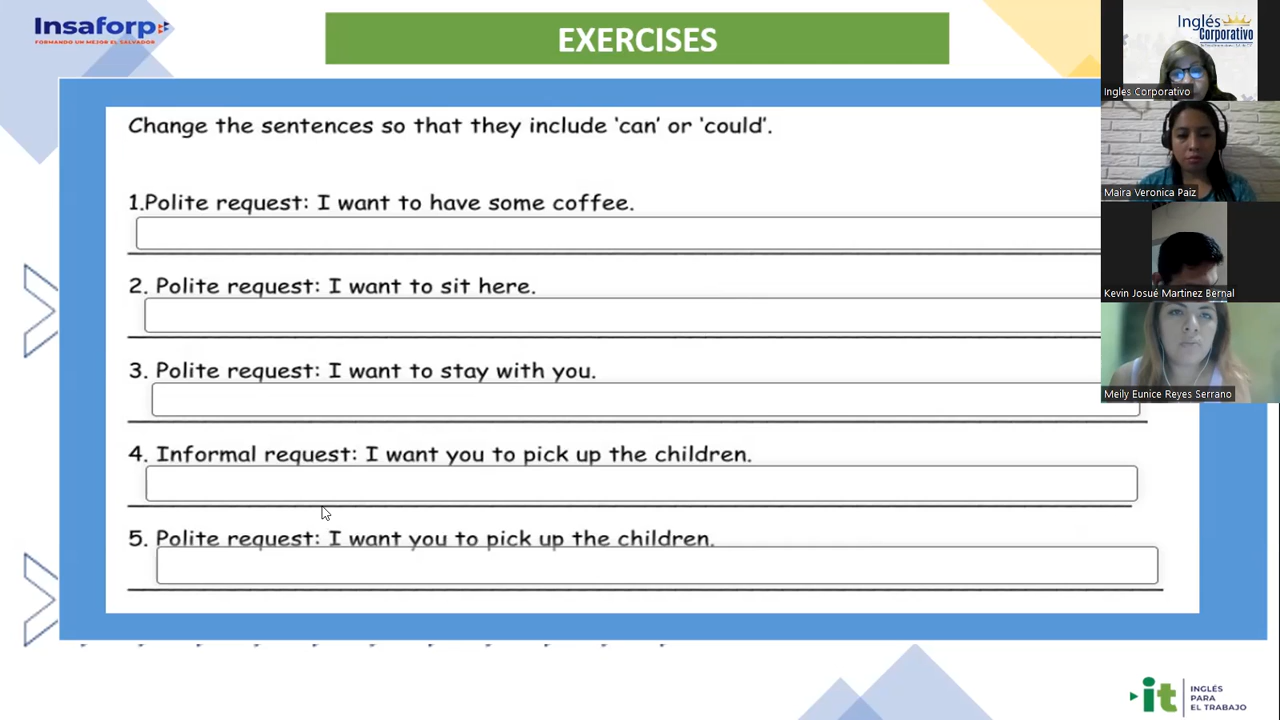 Insaforp
FORMANDO UN MEJOR EL SALVADOR
EXERCISES
Change the sentences so that they include ‘can’ or ‘could’.
1.Polite request: I want to have some coffee.
2. Polite request: I want to sit here.
3. Polite request: I want to stay with you.
4. Informal request: I want you to pick up the children.
5. Polite request: I want you to pick up the children.
Inglés
Corporativo
Ingles Corporativo
Maira Veronica Paiz
Kevin Josué Martinez Bernal
Meily Eunice Reyes Serrano
it
INGLÉS
PARA
EL TRABAJO